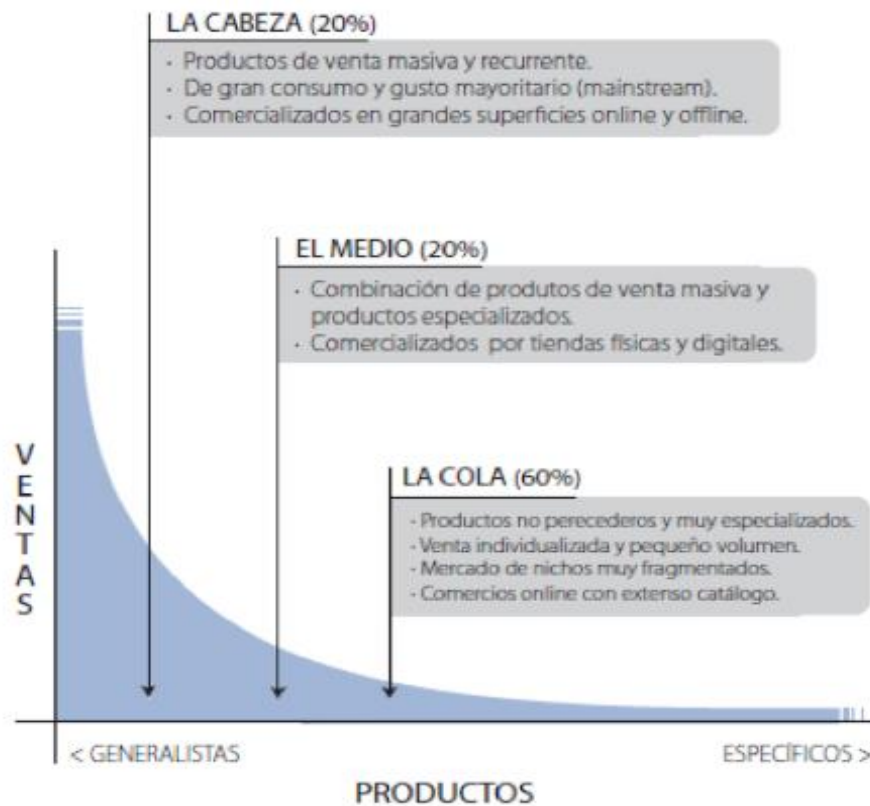 LA CABEZA (20%)
· Productos de venta masiva y recurrente.
· De gran consumo y gusto mayoritario (mainstream).
· Comercializados en grandes superficies online y offline.
EL MEDIO (20%)
· Combinación de produtos de venta masiva y
productos especializados.
· Comercializados por tiendas físicas y digitales.
LA COLA (60%)
· Productos no perecederos y muy especializados.
· Venta individualizada y pequeño volumen.
· Mercado de nichos muy fragmentados.
· Comercios online con extenso catálogo.
VENTAS
< GENERALISTAS
ESPECÍFICOS >
PRODUCTOS